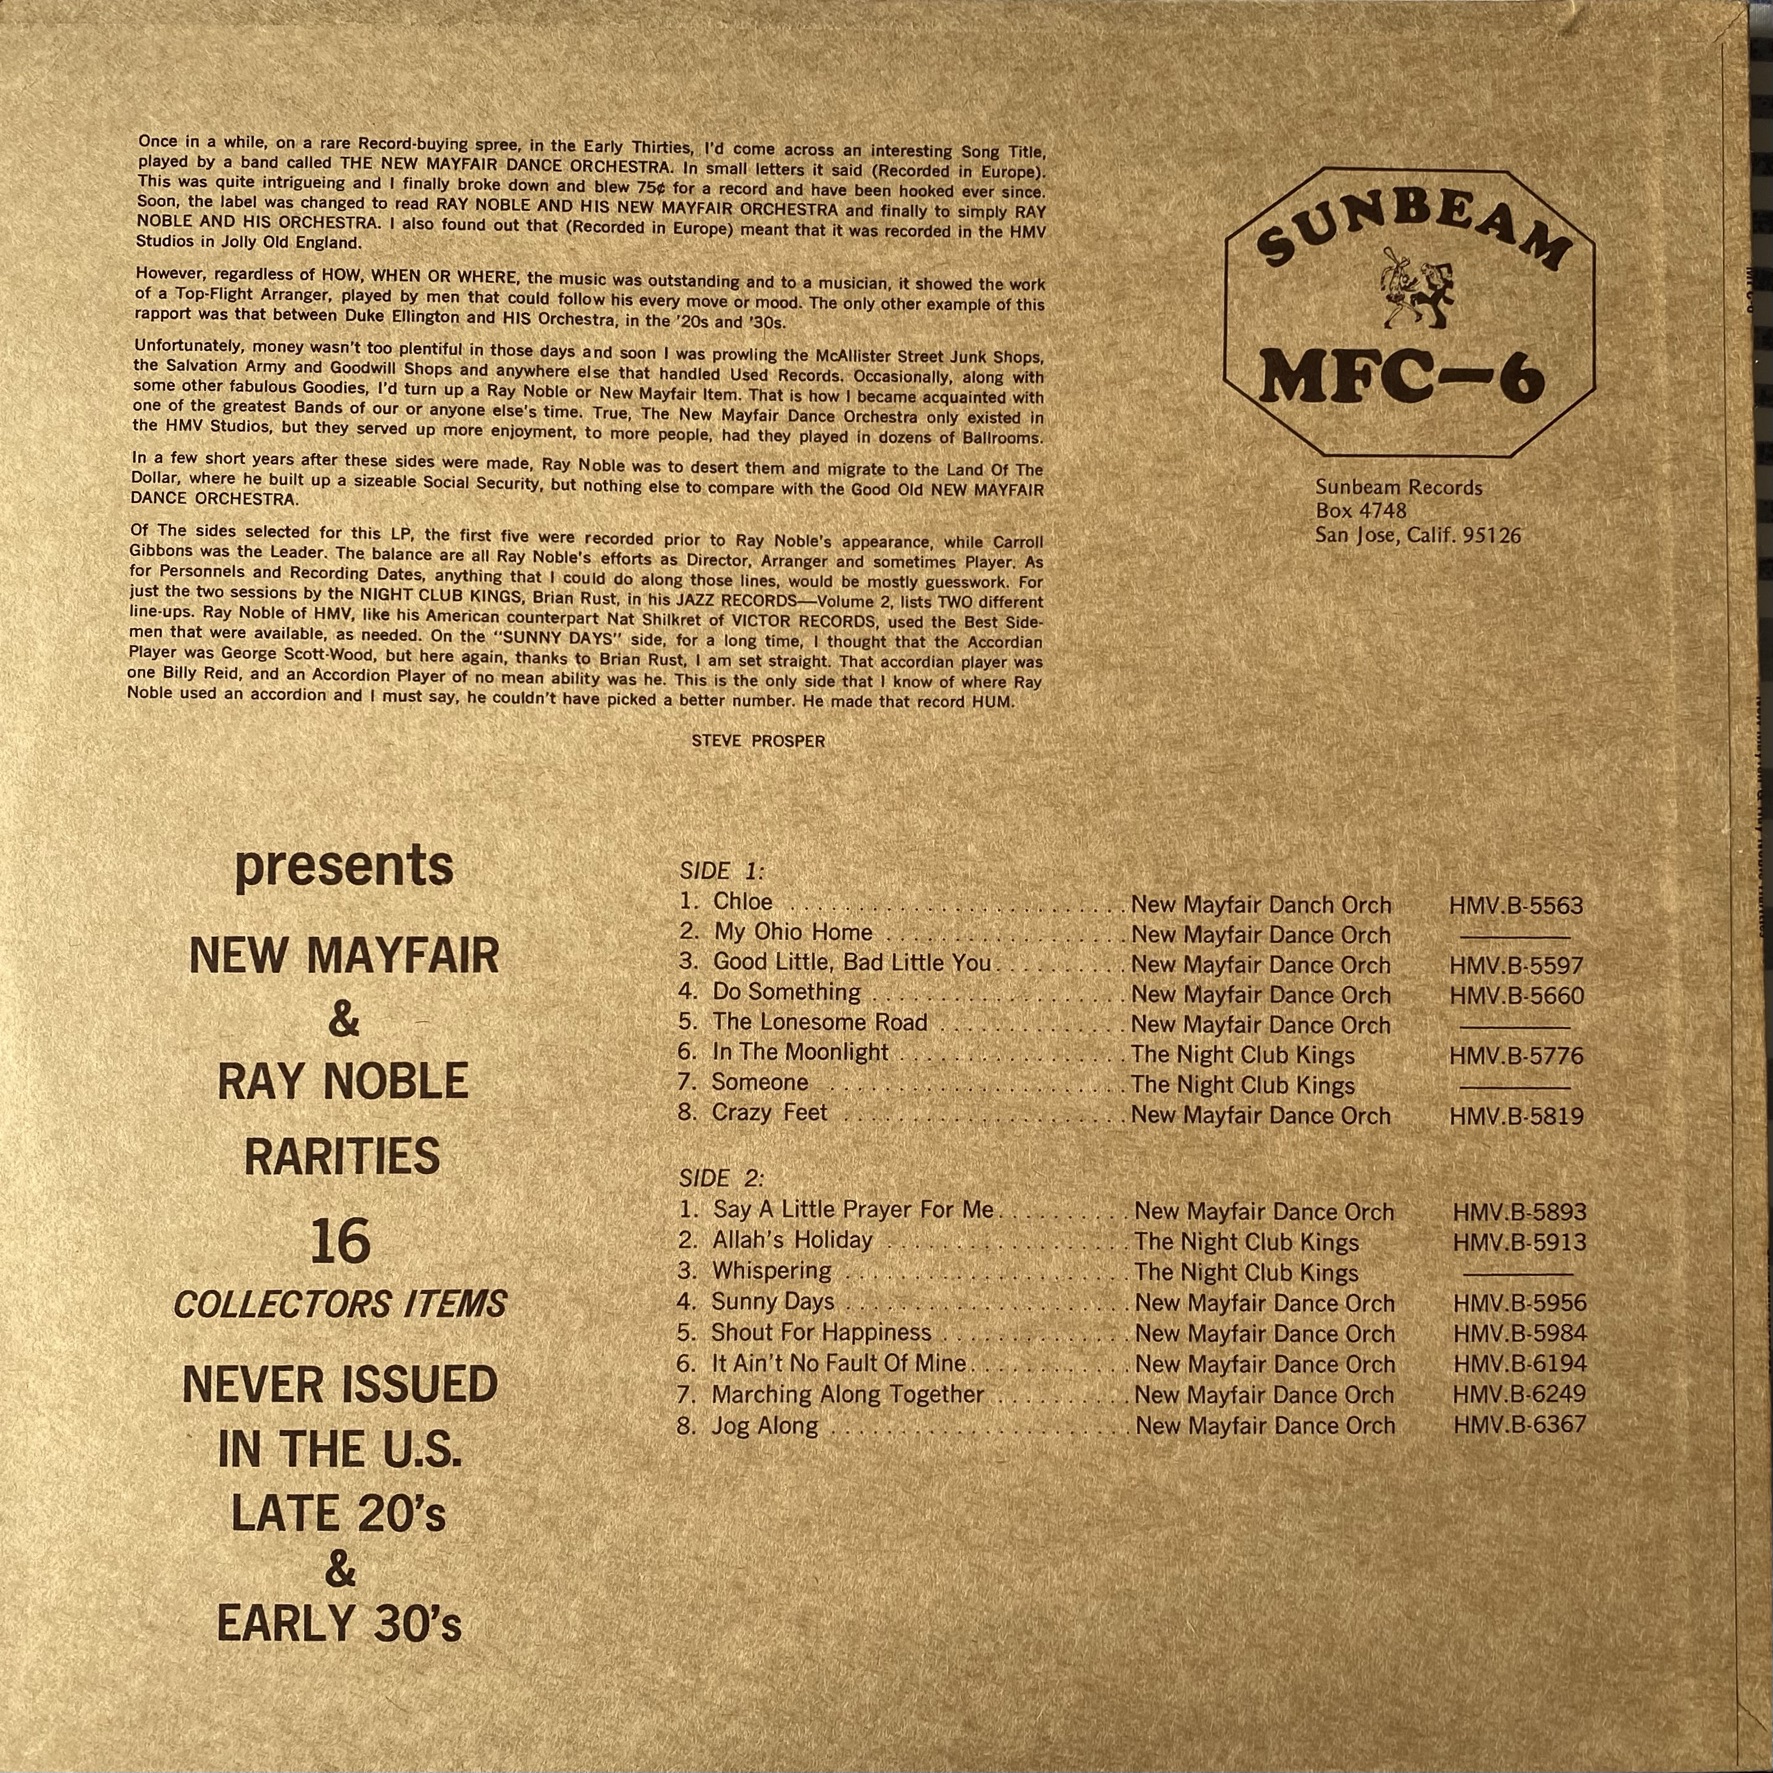 Once in a while, on a rare Record-buying spree, in the Early Thirties, I'd come across an interesting Song Title,
played by a band called THE NEW MAYFAIR DANCE ORCHESTRA. In small letters it said (Recorded in Europe).
This was quite intrigueing and I finally broke down and blew 75¢ for a record and have been hooked ever since.
Soon, the label was changed to read RAY NOBLE AND HIS NEW MAYFAIR ORCHESTRA and finally to simply RAY
NOBLE AND HIS ORCHESTRA. I also found out that (Recorded in Europe) meant that it was recorded in the HMV
Studios in Jolly Old England.
However, regardless of HOW, WHEN OR WHERE, the music was outstanding and to a musician, it showed the work
of a Top-Flight Arranger, played by men that could follow his every move or mood. The only other example of this
rapport was that between Duke Ellington and HIS Orchestra, in the '20s and '30s.
Unfortunately, money wasn't too plentiful in those days and soon I was prowling the McAllister Street Junk Shops,
the Salvation Army and Goodwill Shops and anywhere else that handled Used Records. Occasionally, along with
some other fabulous Goodies, I'd turn up a Ray Noble or New Mayfair Item. That is how I became acquainted with
one of the greatest Bands of our or anyone else's time. True, The New Mayfair Dance Orchestra only existed in
the HMV Studios, but they served up more enjoyment, to more people, had they played in dozens of Ballrooms.
In a few short years after these sides were made, Ray Noble was to desert them and migrate to the Land Of The
Dollar, where he built up a sizeable Social Security, but nothing else to compare with the Good Old NEW MAYFAIR
DANCE ORCHESTRA.
Of The sides selected for this LP, the first five were recorded prior to Ray Noble's appearance, while Carroll
Gibbons was the Leader. The balance are all Ray Noble's efforts as Director, Arranger and sometimes Player. As
for Personnels and Recording Dates, anything that I could do along those lines, would be mostly guesswork. For
just the two sessions by the NIGHT CLUB KINGS, Brian Rust, in his JAZZ RECORDS—Volume 2, lists TWO different
line-ups. Ray Noble of HMV, like his American counterpart Nat Shilkret of VICTOR RECORDS, used the Best Side-
men that were available, as needed. On the "SUNNY DAYS" side, for a long time, I thought that the Accordian
Player was George Scott-Wood, but here again, thanks to Brian Rust, I am set straight. That accordian player was
one Billy Reid, and an Accordion Player of no mean ability was he. This is the only side that I know of where Ray
Noble used an accordion and I must say, he couldn't have picked a better number. He made that record HUM.
STEVE PROSPER
SUNBEAM
MFC-6
Sunbeam Records
Box 4748
San Jose, Calif. 95126
presents
NEW MAYFAIR
&
RAY NOBLE
RARITIES
16
COLLECTORS ITEMS
NEVER ISSUED
IN THE U.S.
LATE 20's
&
EARLY 30's
SIDE 1:
1. Chloe . . . . . . . . . . New Mayfair Danch Orch HMV.B-5563
2. My Ohio Home . . . . . . . . . . New Mayfair Dance Orch ————
3. Good Little, Bad Little You . . . . . . . . . . New Mayfair Dance Orch HMV.B-5597
4. Do Something . . . . . . . . . . New Mayfair Dance Orch HMV.B-5660
5. The Lonesome Road . . . . . . . . . . New Mayfair Dance Orch ————
6. In The Moonlight . . . . . . . . . . The Night Club Kings HMV.B-5776
7. Someone . . . . . . . . . . The Night Club Kings ————
8. Crazy Feet . . . . . . . . . . New Mayfair Dance Orch HMV.B-5819
SIDE 2:
1. Say A Little Prayer For Me . . . . . . . . . . New Mayfair Dance Orch HMV.B-5893
2. Allah's Holiday . . . . . . . . . . The Night Club Kings HMV.B-5913
3. Whispering . . . . . . . . . . The Night Club Kings ————
4. Sunny Days . . . . . . . . . . New Mayfair Dance Orch HMV.B-5956
5. Shout For Happiness . . . . . . . . . . New Mayfair Dance Orch HMV.B-5984
6. It Ain't No Fault Of Mine . . . . . . . . . . New Mayfair Dance Orch HMV.B-6194
7. Marching Along Together . . . . . . . . . . New Mayfair Dance Orch HMV.B-6249
8. Jog Along . . . . . . . . . . New Mayfair Dance Orch HMV.B-6367